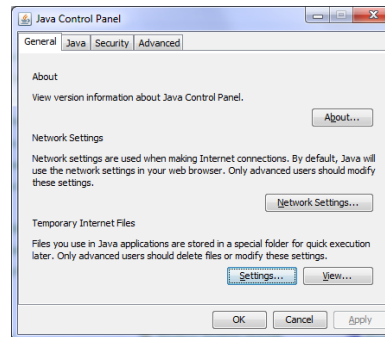 Java Control Panel
General Java Security Advanced
About
View version information about Java Control Panel.
About...
Network Settings
Network settings are used when making Internet connections. By default, Java will
use the network settings in your web browser. Only advanced users should modify
these settings.
Network Settings...
Temporary Internet Files
Files you use in Java applications are stored in a special folder for quick execution
later. Only advanced users should delete files or modify these settings.
Settings... View...
OK Cancel Apply